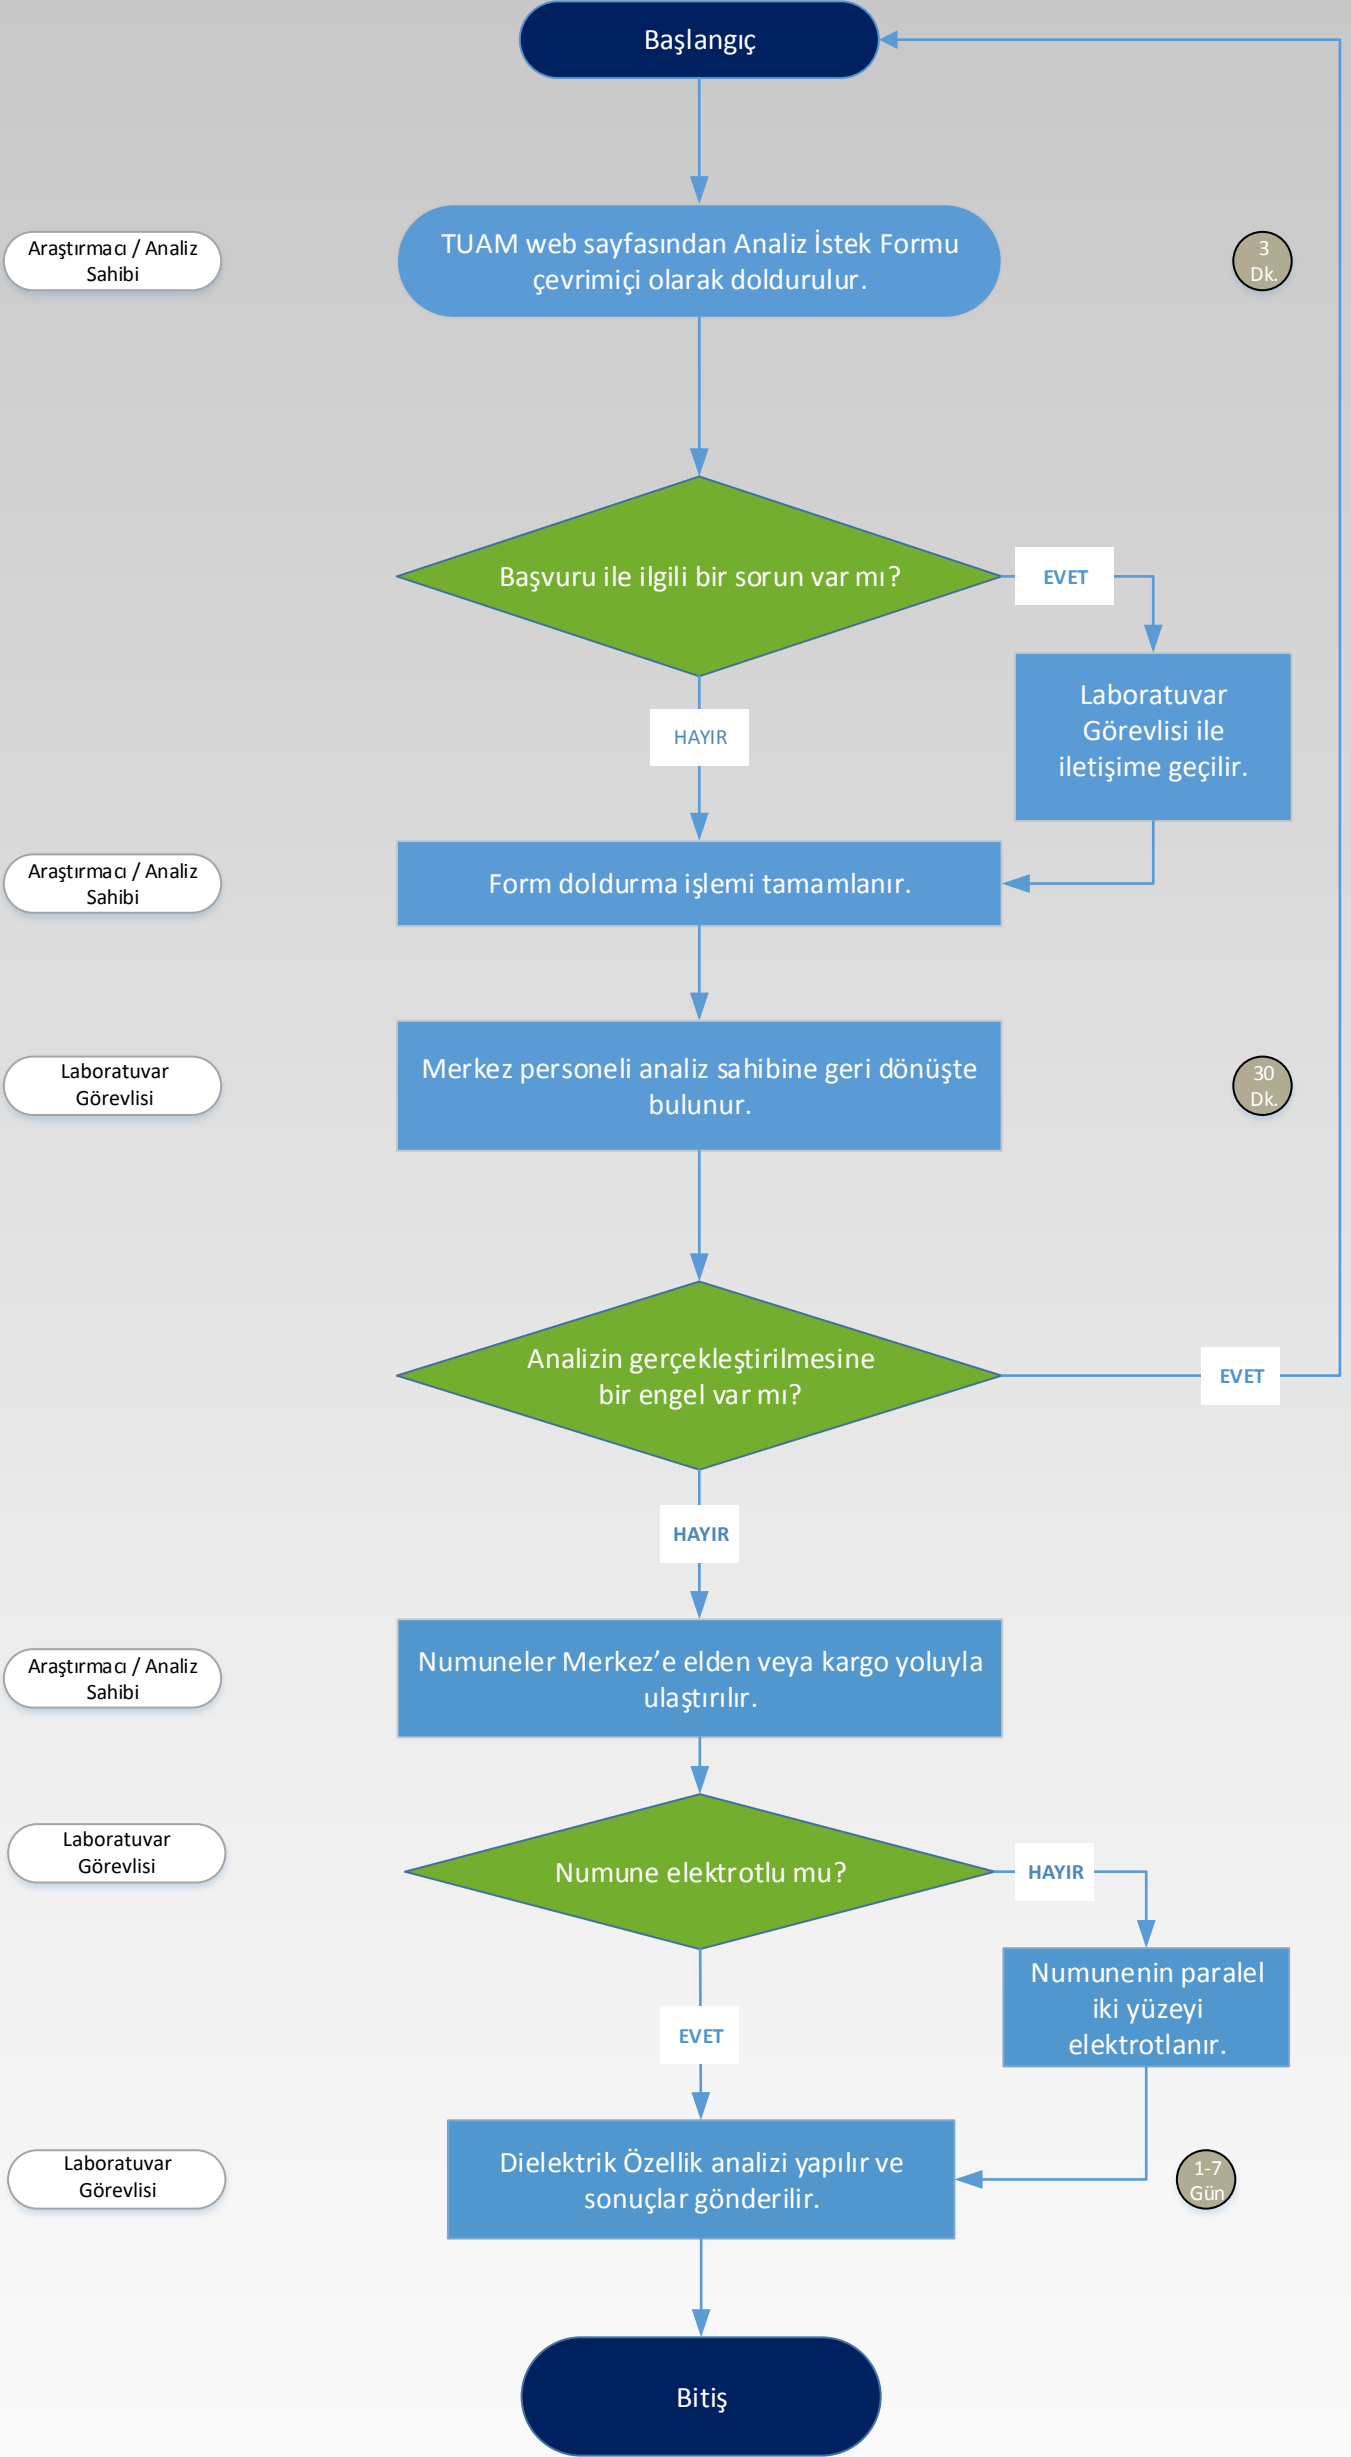 Başlangıç
Araştırmacı / Analiz
Sahibi
TUAM web sayfasından Analiz İstek Formu
çevrimiçi olarak doldurulur.
3
Dk.
Başvuru ile ilgili bir sorun var mı?
EVET
Laboratuvar
Görevlisi ile
iletişime geçilir.
HAYIR
Araştırmacı / Analiz
Sahibi
Form doldurma işlemi tamamlanır.
Laboratuvar
Görevlisi
Merkez personeli analiz sahibine geri dönüşte
bulunur.
30
Dk.
Analizin gerçekleştirilmesine
bir engel var mı?
EVET
HAYIR
Araştırmacı / Analiz
Sahibi
Numuneler Merkez’e elden veya kargo yoluyla
ulaştırılır.
Laboratuvar
Görevlisi
Numune elektrotlu mu?
HAYIR
Numunenin paralel
iki yüzeyi
elektrotlanır.
EVET
Laboratuvar
Görevlisi
Dielektrik Özellik analizi yapılır ve
sonuçlar gönderilir.
1-7
Gün
Bitiş